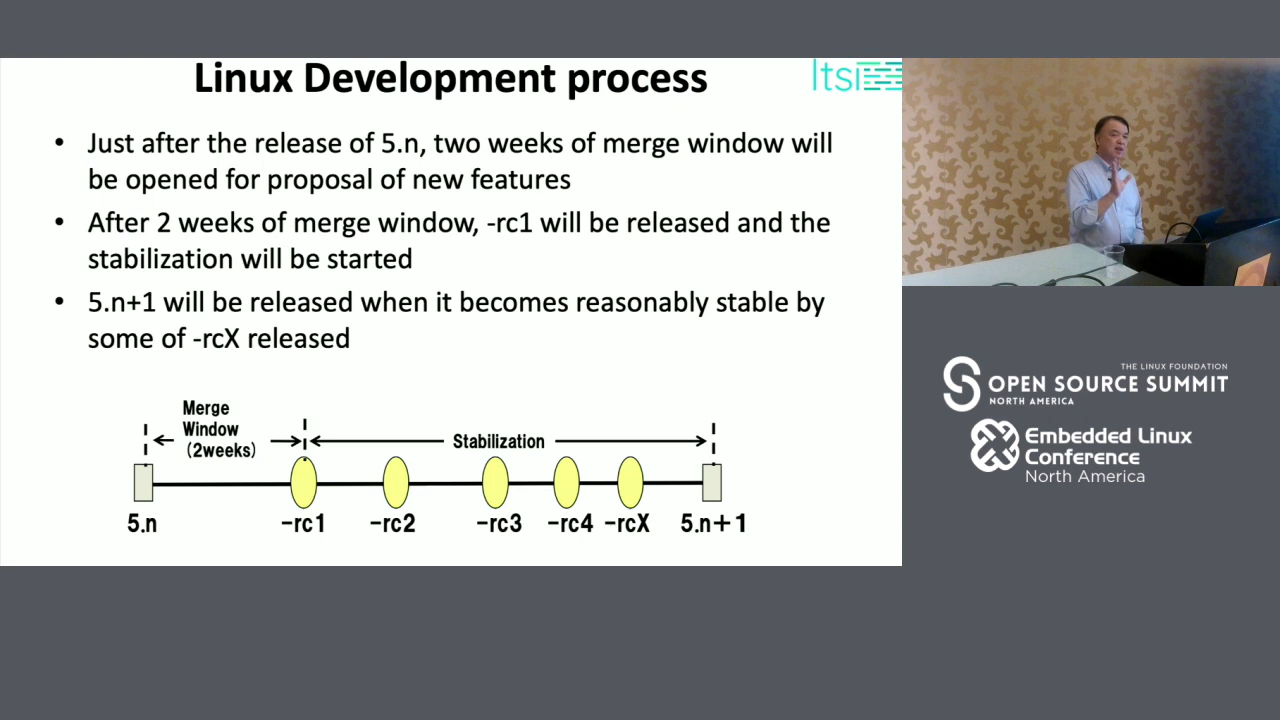 Linux Development process
ltsi
• Just after the release of 5.n, two weeks of merge window will
be opened for proposal of new features
• After 2 weeks of merge window, -rc1 will be released and the
stabilization will be started
• 5.n+1 will be released when it becomes reasonably stable by
some of -rcX released
Merge
Window
(2weeks)
Stabilization
5.n
-rc1
-rc2
-rc3
-rc4
-rcX
5.n+1
THE LINUX FOUNDATION
OPEN SOURCE SUMMIT
NORTH AMERICA
Embedded Linux
Conference
North America